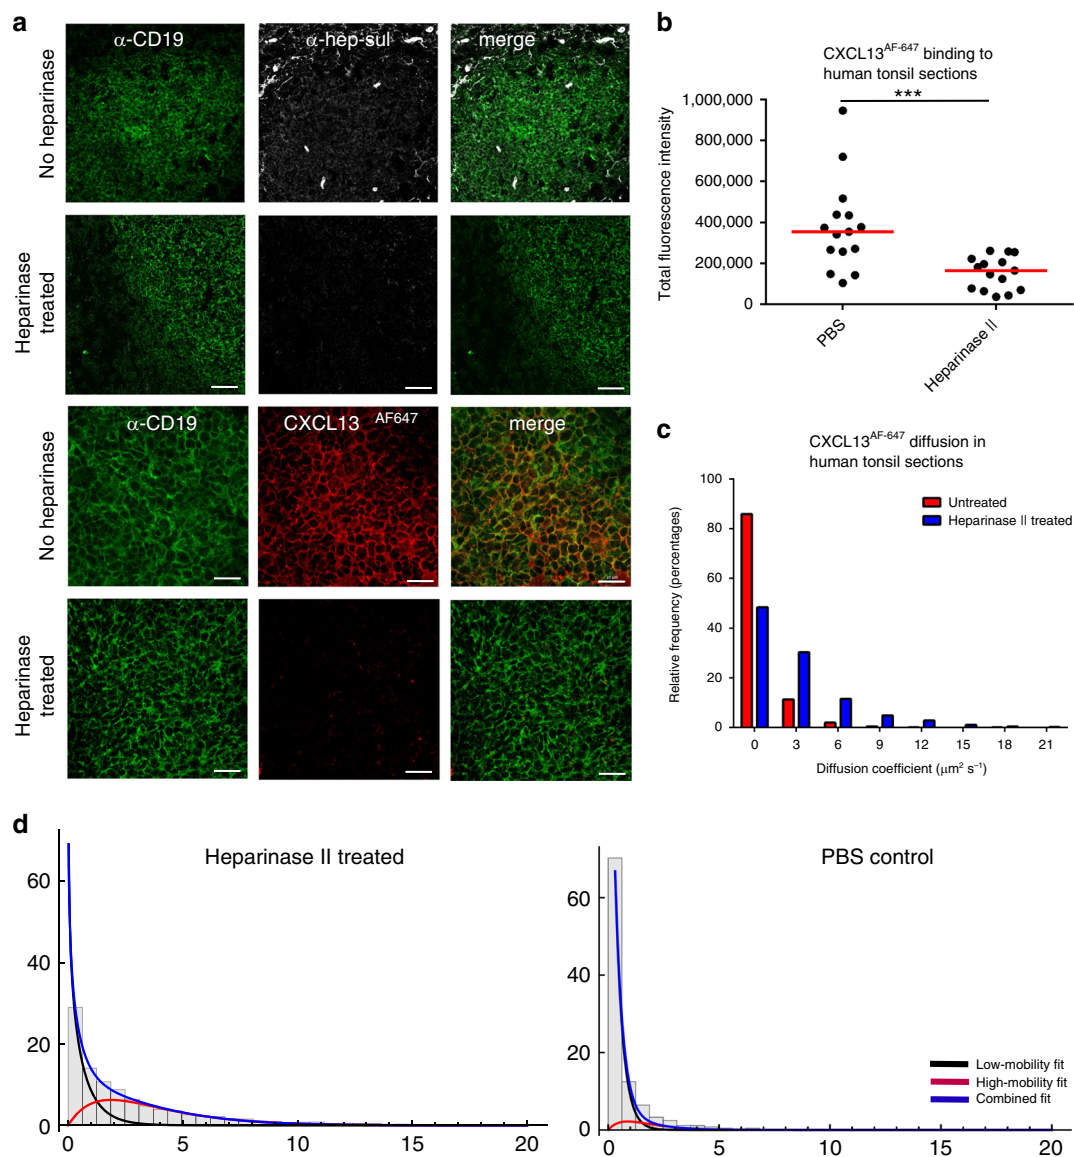 a
α-CD19
α-hep-sul
merge
No heparinase
Heparinase
treated
α-CD19
CXCL13 AF647
merge
No heparinase
Heparinase
treated
b
CXCL13AF-647 binding to
human tonsil sections
***
Total fluorescence intensity
1,000,000
800,000
600,000
400,000
200,000
0
PBS
Heparinase II
c
CXCL13AF-647 diffusion in
human tonsil sections
Relative frequency (percentages)
100
80
60
40
20
0
Untreated
Heparinase II treated
0 3 6 9 12 15 18 21
Diffusion coefficient (μm² s⁻¹)
d
Heparinase II treated
60
40
20
0
0 5 10 15 20
PBS control
60
40
20
0
0 5 10 15 20
Low-mobility fit
High-mobility fit
Combined fit